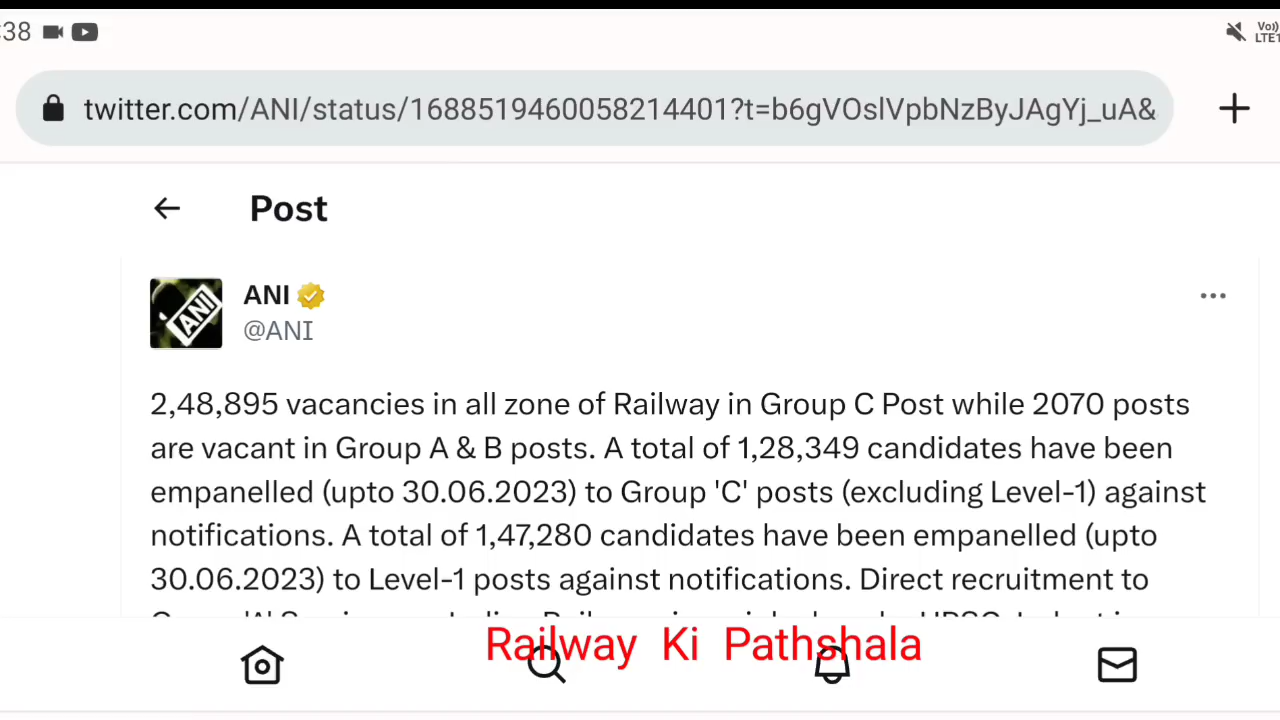 :38
Vo))
LTE1
twitter.com/ANI/status/1688519460058214401?t=b6gVOslVpbNzByJAgYj_uA&
Post
ANI
ANI
@ANI
2,48,895 vacancies in all zone of Railway in Group C Post while 2070 posts
are vacant in Group A & B posts. A total of 1,28,349 candidates have been
empanelled (upto 30.06.2023) to Group 'C' posts (excluding Level-1) against
notifications. A total of 1,47,280 candidates have been empanelled (upto
30.06.2023) to Level-1 posts against notifications. Direct recruitment to
Railway Ki Pathshala